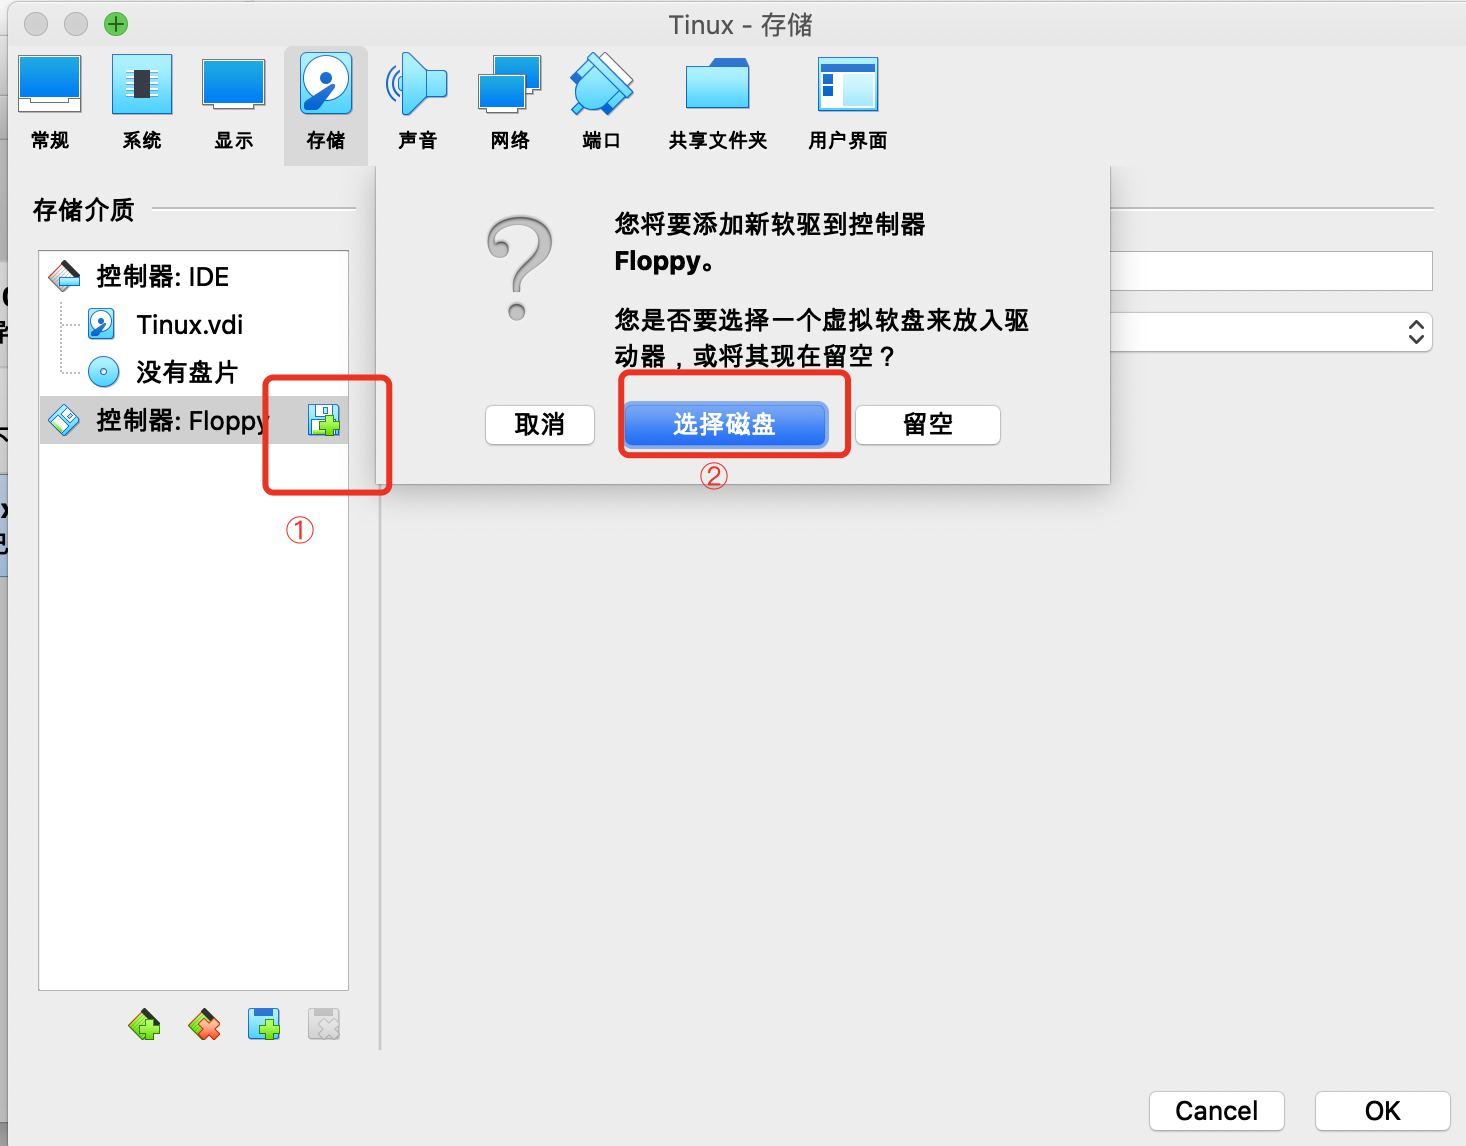 Tinux - 存储
常规 系统 显示 存储 声音 网络 端口 共享文件夹 用户界面
存储介质
控制器: IDE
Tinux.vdi
没有盘片
控制器: Floppy
您将要添加新软驱到控制器
Floppy。
您是否要选择一个虚拟软盘来放入驱
动器，或将其现在留空？
取消 选择磁盘 留空
②
①
Cancel OK